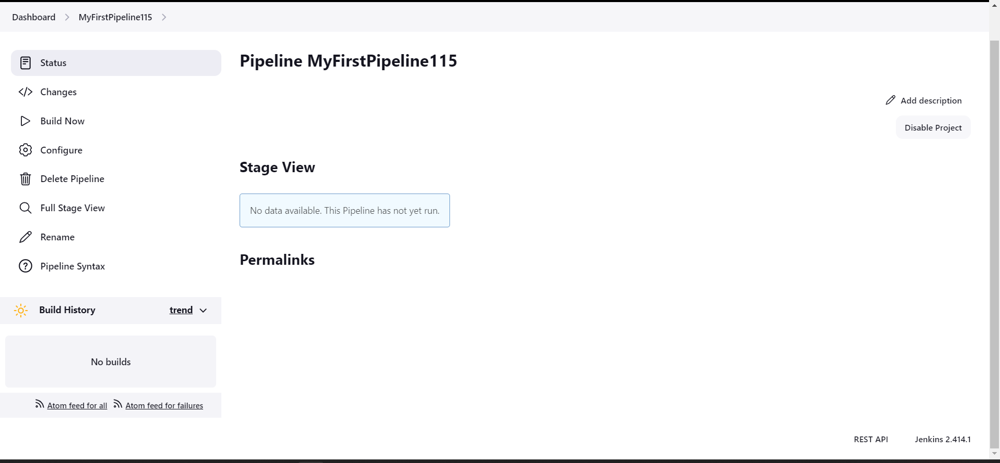 Dashboard
MyFirstPipeline115
Status
Changes
Build Now
Configure
Delete Pipeline
Full Stage View
Rename
Pipeline Syntax
Build History
trend
No builds
Atom feed for all
Atom feed for failures
Pipeline MyFirstPipeline115
Add description
Disable Project
Stage View
No data available. This Pipeline has not yet run.
Permalinks
REST API
Jenkins 2.414.1